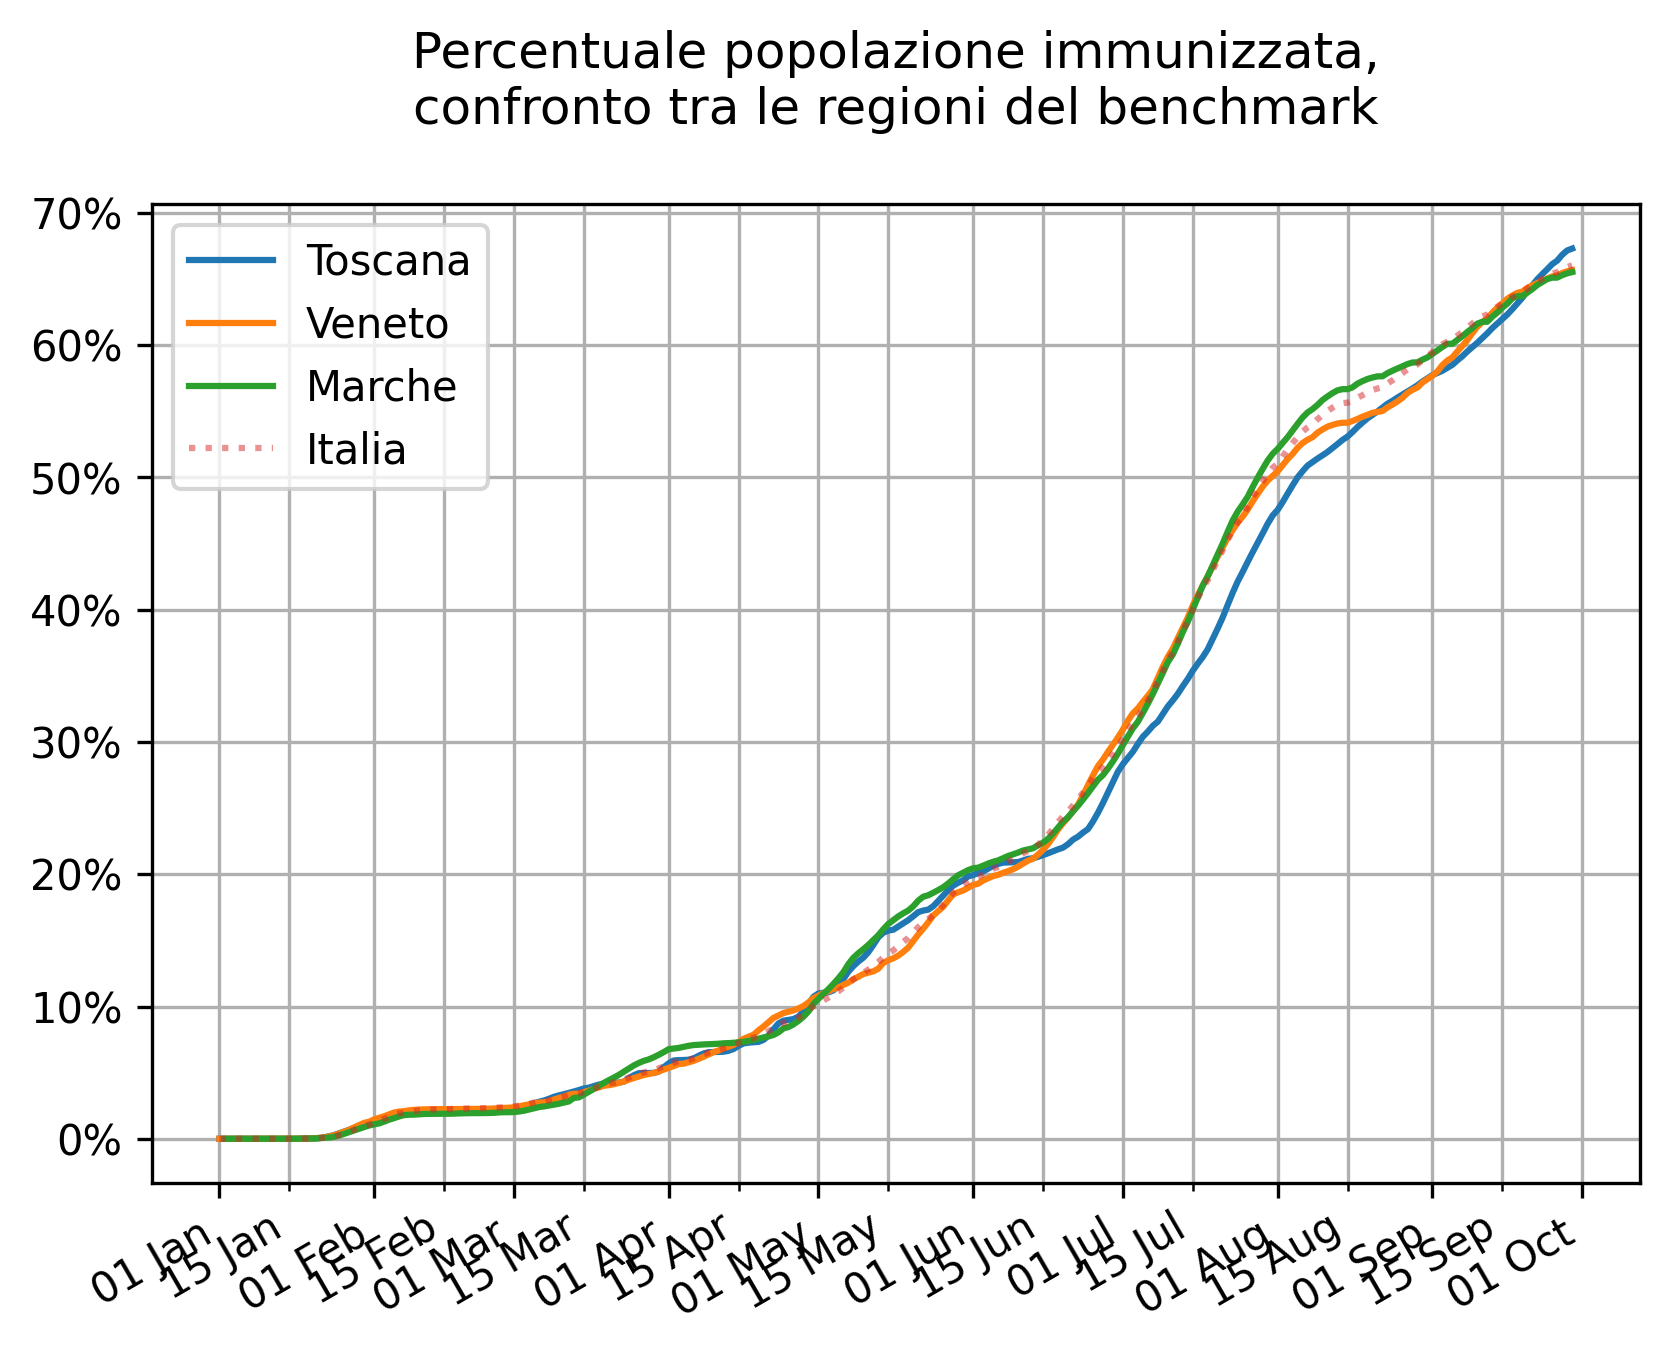 Percentuale popolazione immunizzata,
confronto tra le regioni del benchmark
70%
60%
50%
40%
30%
20%
10%
0%
Toscana
Veneto
Marche
Italia
01 Jan
15 Jan
01 Feb
15 Feb
01 Mar
15 Mar
01 Apr
15 Apr
01 May
15 May
01 Jun
15 Jun
01 Jul
15 Jul
01 Aug
15 Aug
01 Sep
15 Sep
01 Oct